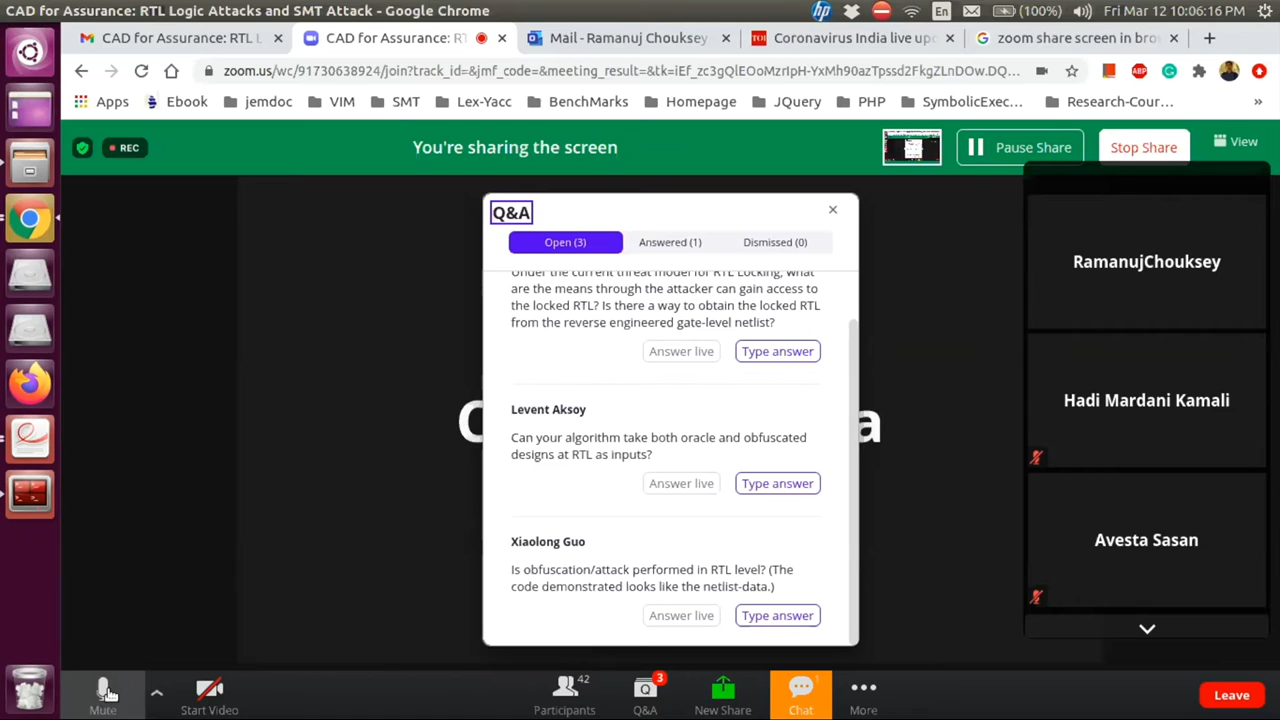 CAD for Assurance: RTL Logic Attacks and SMT Attack - Google Chrome
En (100%) Fri Mar 12 10:06:16 PM
CAD for Assurance: RTL L
CAD for Assurance: RT
Mail - Ramanuj Chouksey
TOI Coronavirus India live upd
zoom share screen in bro
zoom.us/wc/91730638924/join?track_id=&jmf_code=&meeting_result=&tk=
Apps Ebook jemdoc VIM SMT Lex-Yacc BenchMarks Homepage JQuery PHP SymbolicExec... Research-Cour... »
REC
You're sharing the screen
Pause Share
Stop Share
View
Q&A
Open (3) Answered (1) Dismissed (0)
Under the current threat model for RTL Locking, what
are the means through the attacker can gain access to
the locked RTL? Is there a way to obtain the locked RTL
from the reverse engineered gate-level netlist?
Answer live Type answer
Levent Aksoy
Can your algorithm take both oracle and obfuscated
designs at RTL as inputs?
Answer live Type answer
Xiaolong Guo
Is obfuscation/attack performed in RTL level? (The
code demonstrated looks like the netlist-data.)
Answer live Type answer
RamanujChouksey
Hadi Mardani Kamali
Avesta Sasan
Mute
Start Video
42
Participants
3
Q&A
New Share
1
Chat
More
Leave